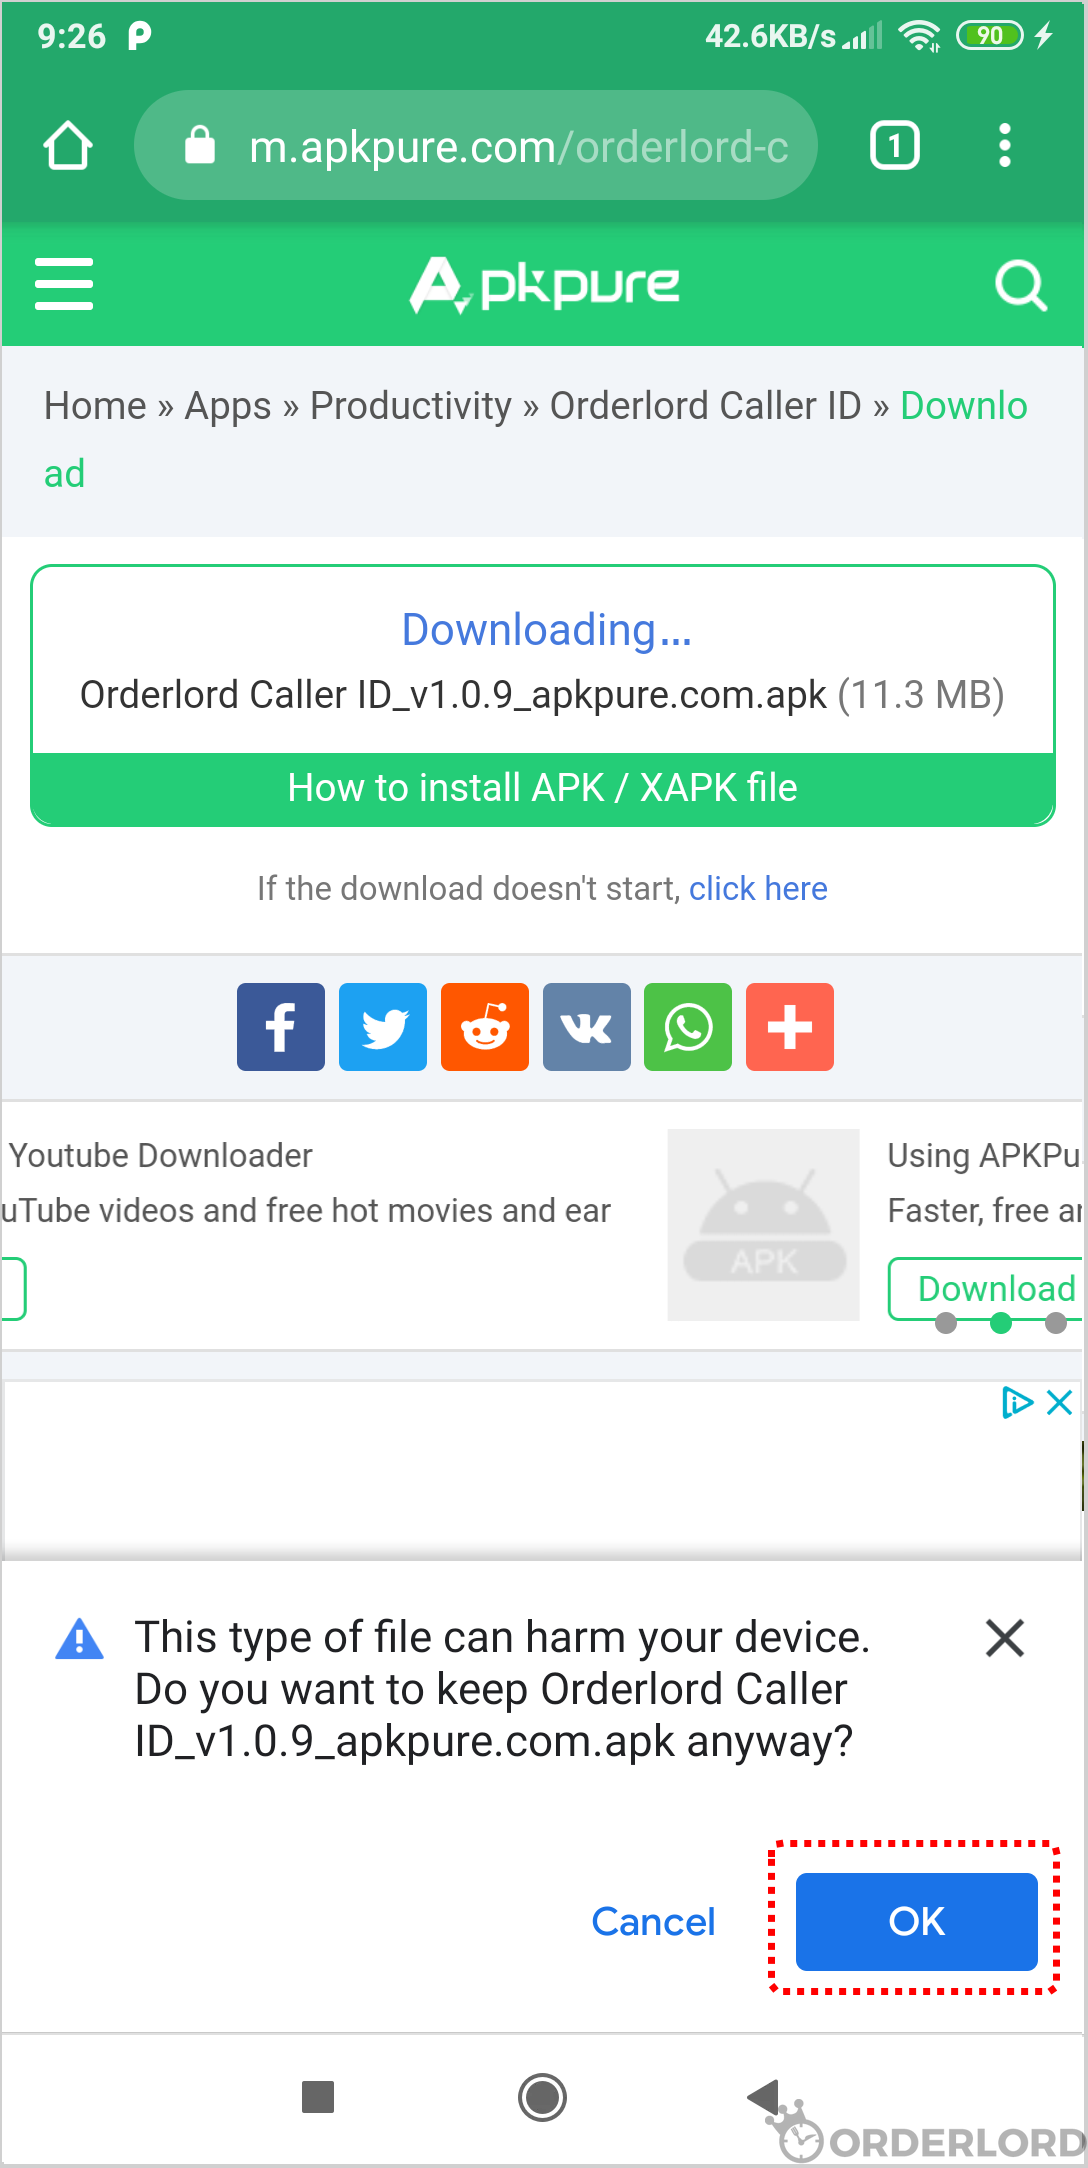 9:26
42.6KB/s
90
m.apkpure.com/orderlord-c
1
Apkpure
Home » Apps » Productivity » Orderlord Caller ID » Downlo
ad
Downloading...
Orderlord Caller ID_v1.0.9_apkpure.com.apk (11.3 MB)
How to install APK / XAPK file
If the download doesn't start, click here
Youtube Downloader
uTube videos and free hot movies and ear
APK
Using APKPu
Faster, free ar
Download
This type of file can harm your device.
Do you want to keep Orderlord Caller
ID_v1.0.9_apkpure.com.apk anyway?
Cancel
OK
ORDERLORD